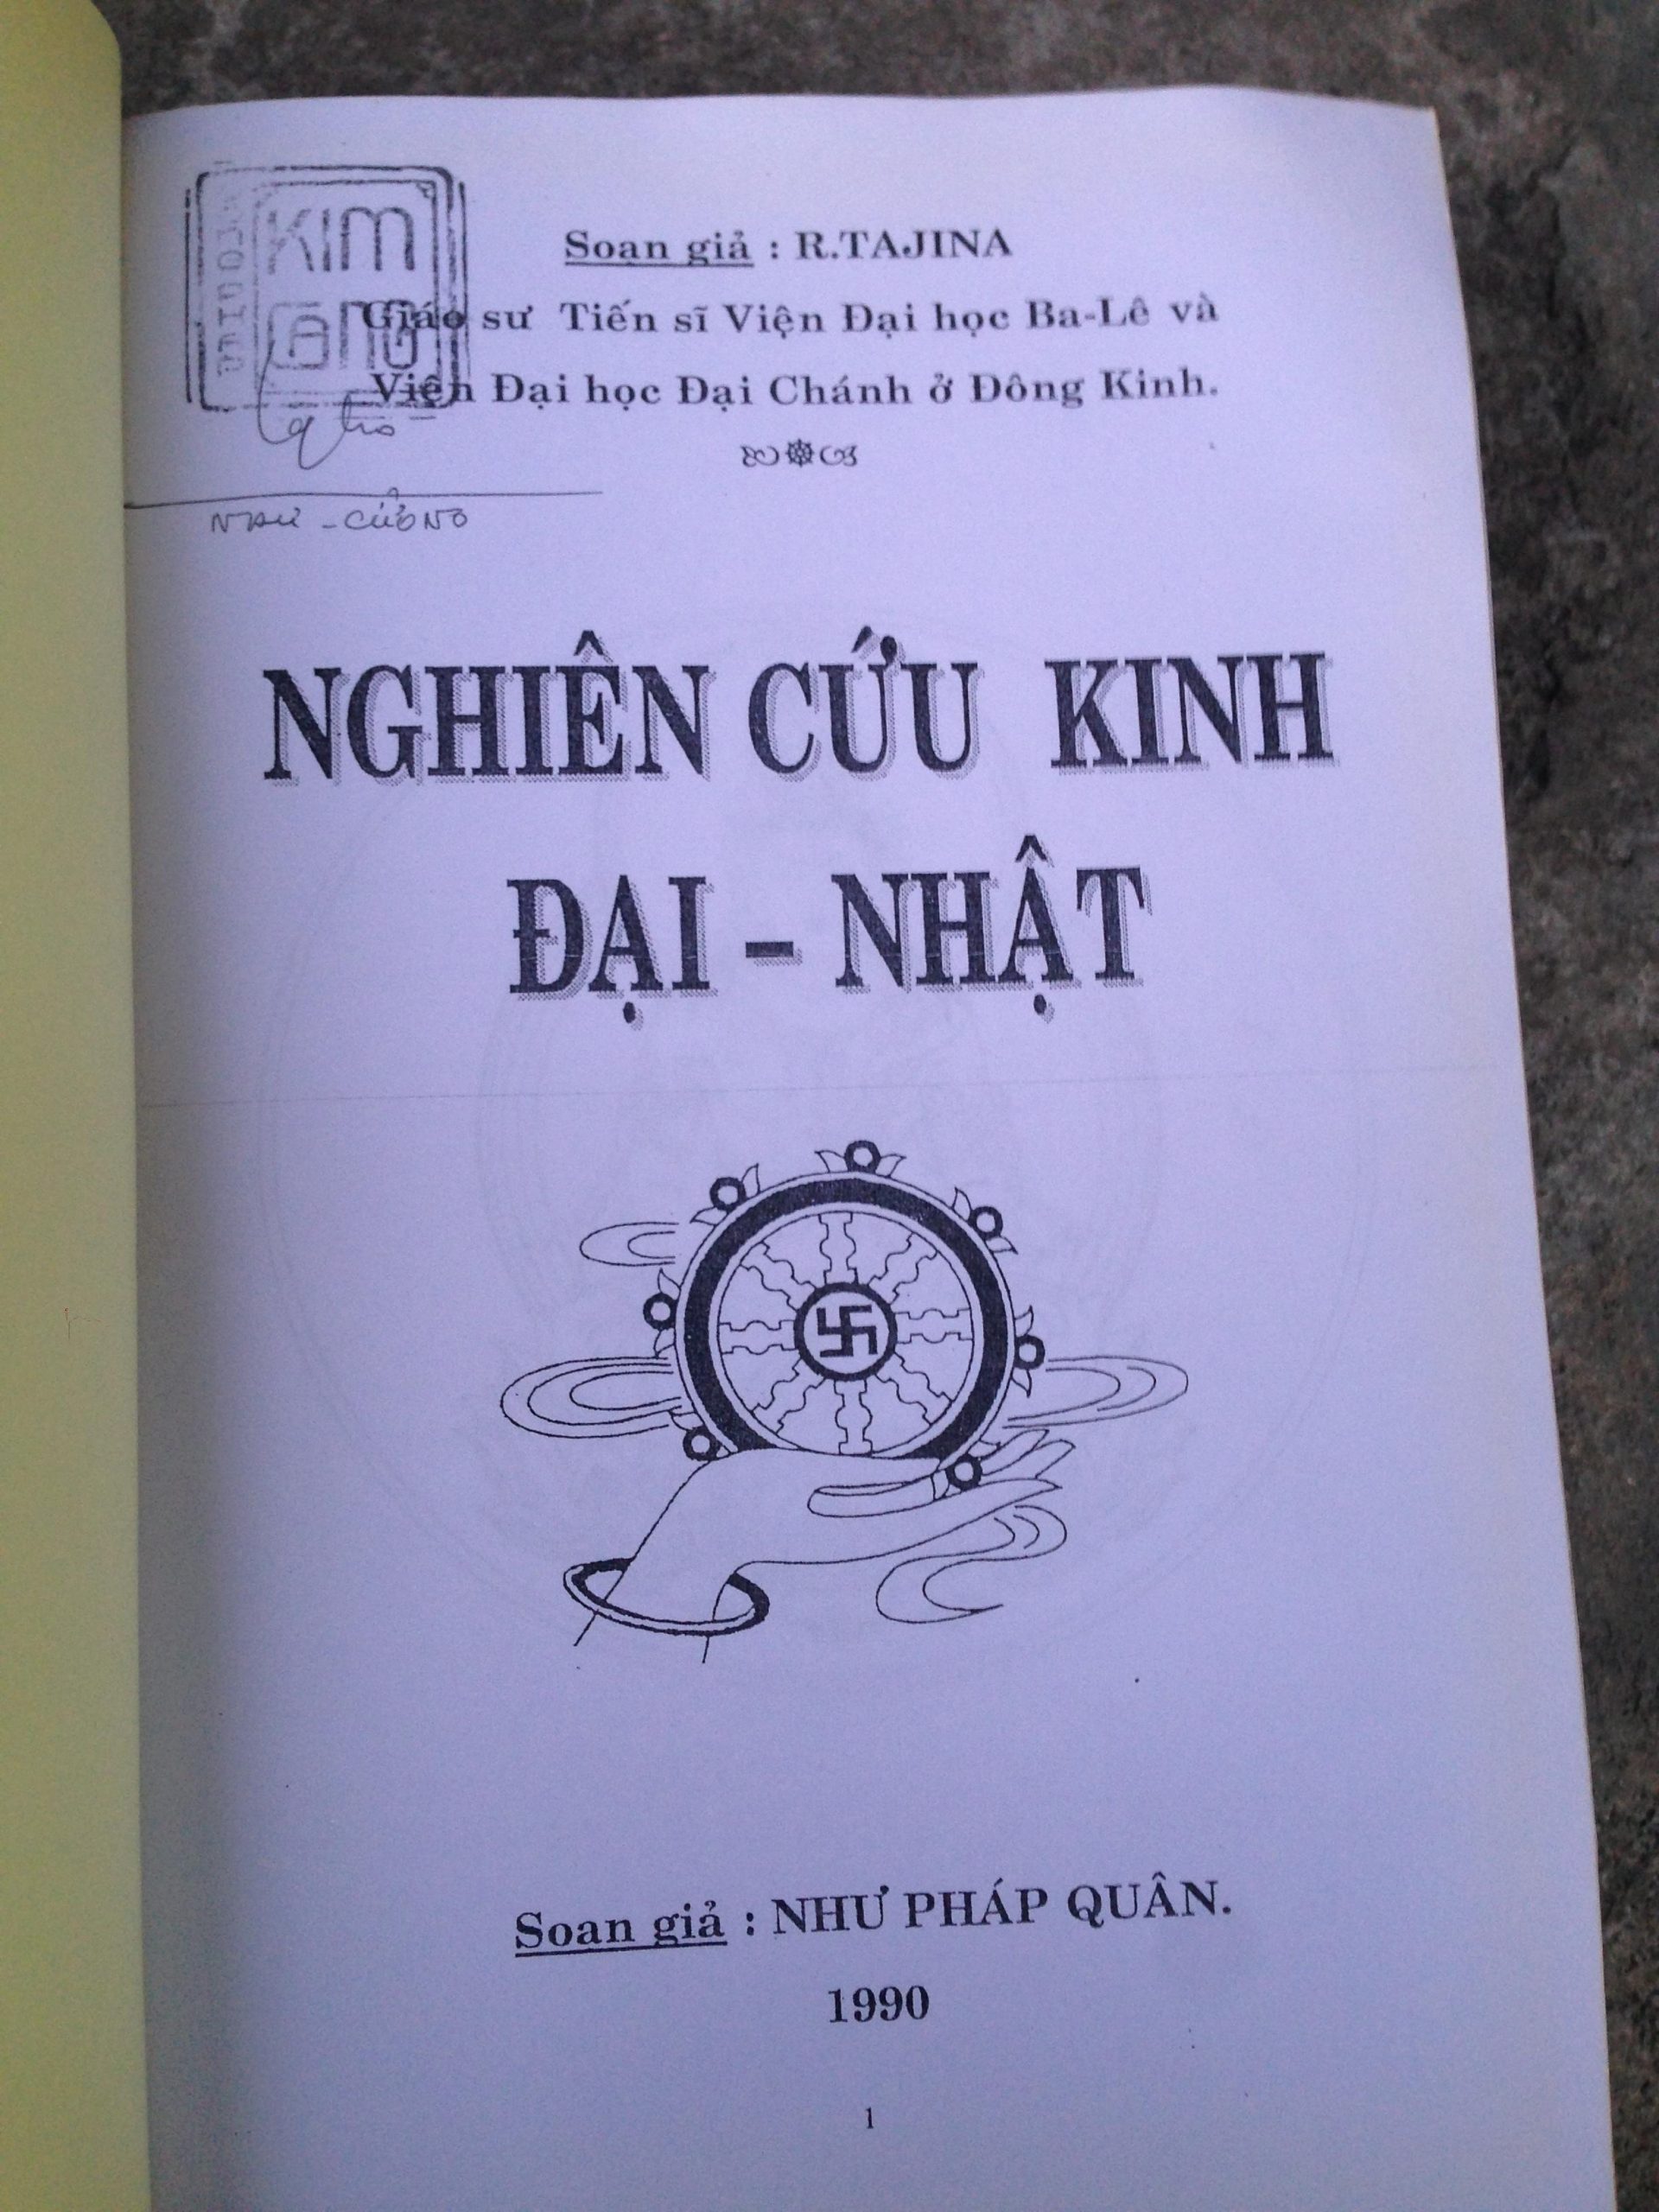 KIM
CANG
Soạn giả : R.TAJINA
Giáo sư Tiến sĩ Viện Đại học Ba-Lê và
Viện Đại học Đại Chánh ở Đông Kinh.
NGHIÊN CỨU KINH
ĐẠI – NHẬT
Soạn giả : NHƯ PHÁP QUÂN.
1990
1